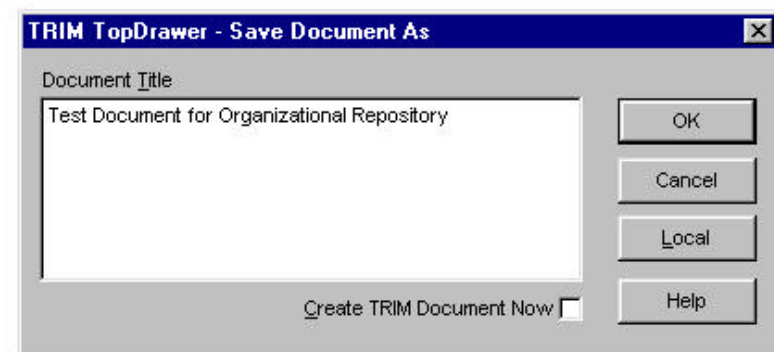 TRIM TopDrawer - Save Document As
Document Title
Test Document for Organizational Repository
OK
Cancel
Local
Create TRIM Document Now
Help